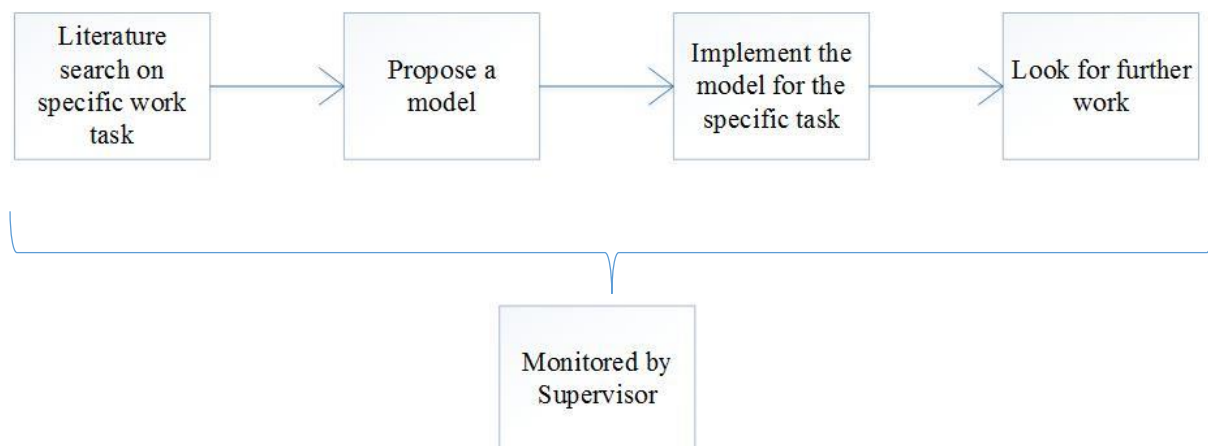 Literature
search on
specific work
task
Propose a
model
Implement the
model for the
specific task
Look for further
work
Monitored by
Supervisor